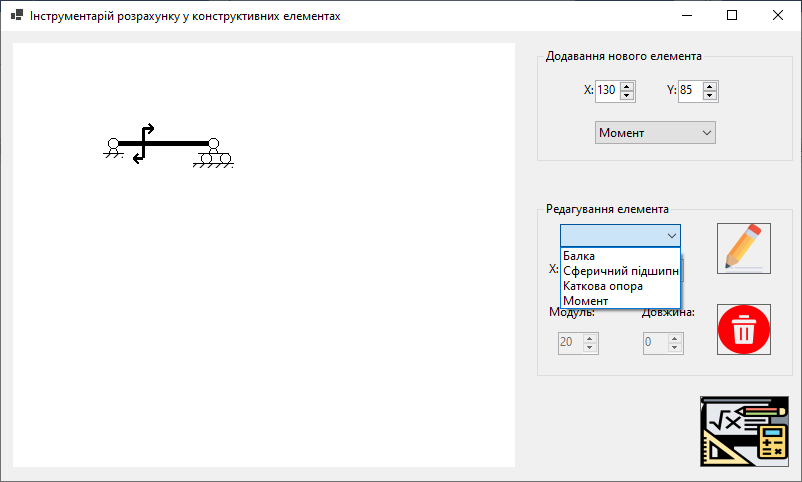 Інструментарій розрахунку у конструктивних елементах
Додавання нового елемента
X: 130 Y: 85
Момент
Редагування елемента
Балка
X: Сферичний підшипн
Каткова опора
Момент
Модуль: Довжина:
20 0
√x